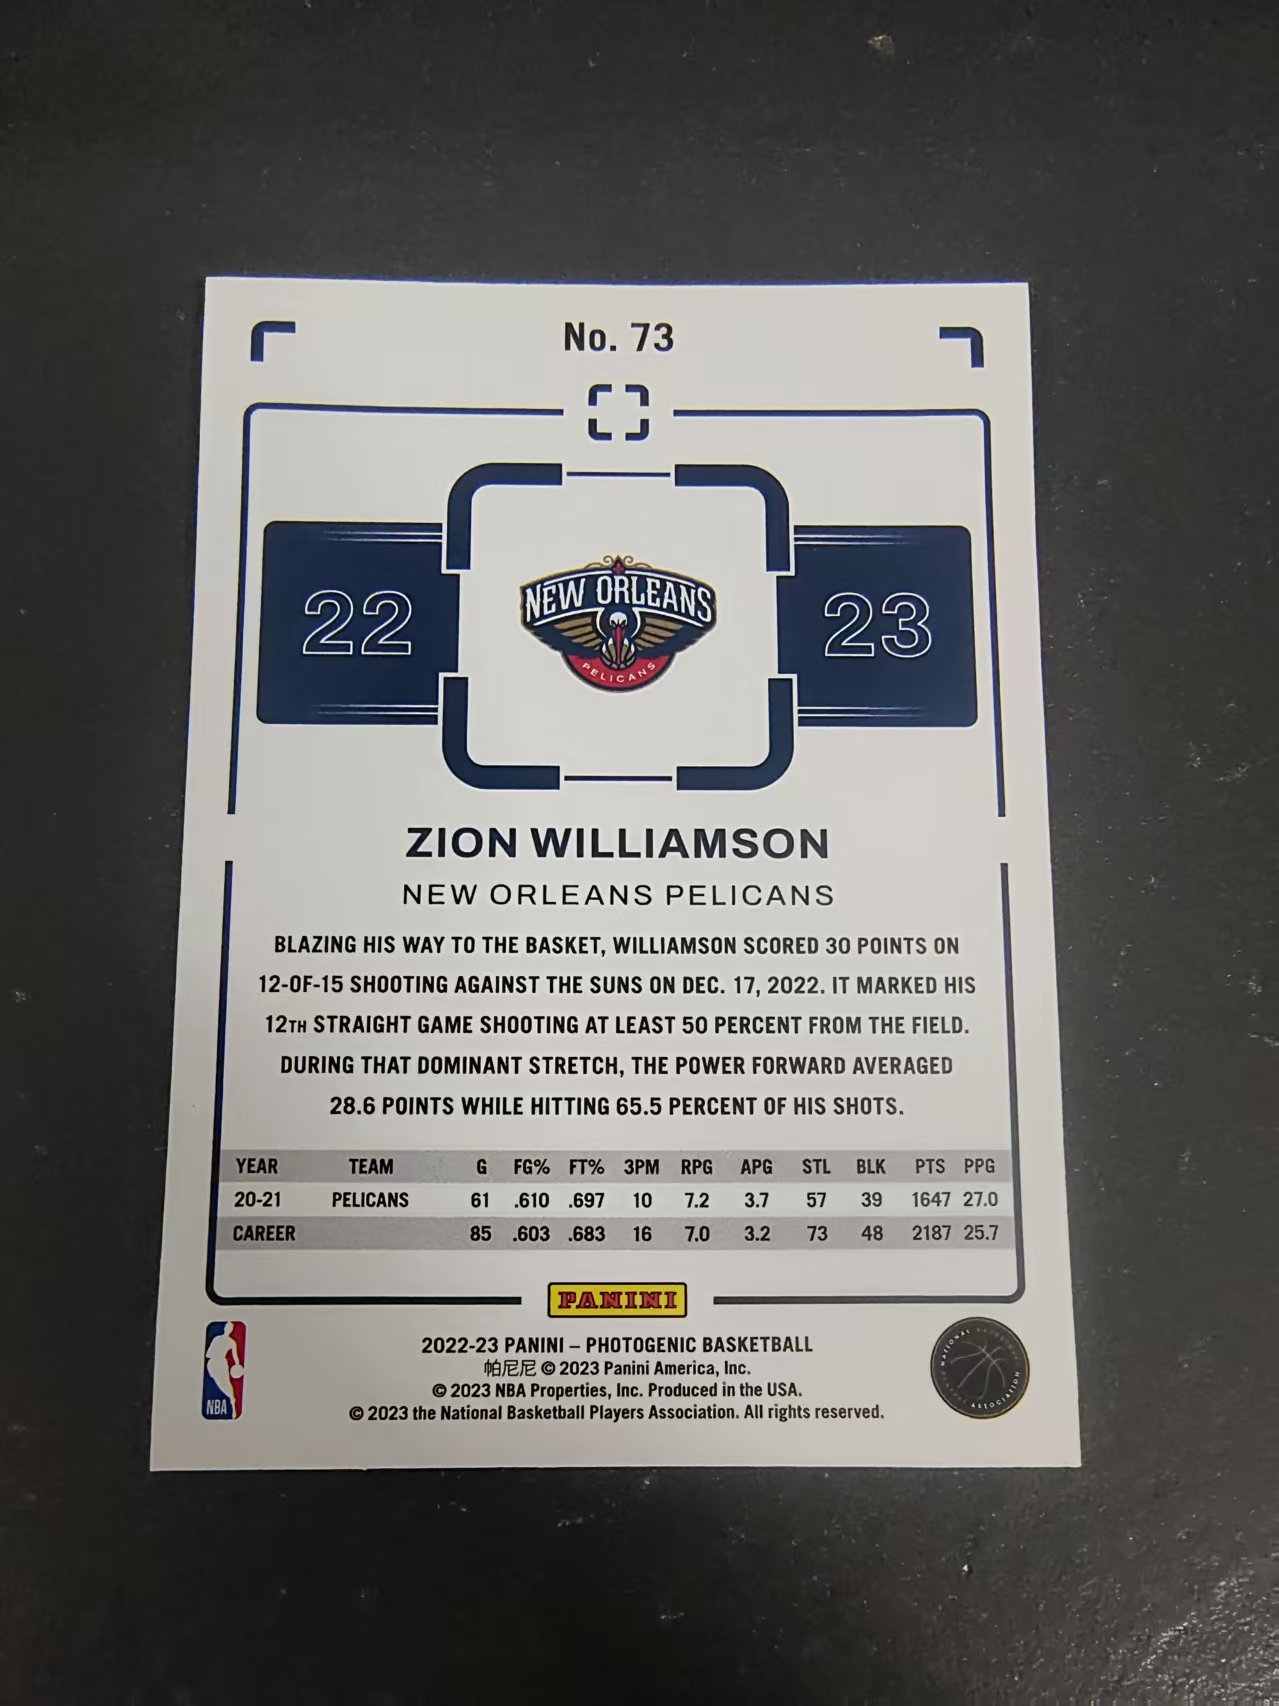 No. 73
22
23
NEW ORLEANS
PELICANS
ZION WILLIAMSON
NEW ORLEANS PELICANS
BLAZING HIS WAY TO THE BASKET, WILLIAMSON SCORED 30 POINTS ON
12-OF-15 SHOOTING AGAINST THE SUNS ON DEC. 17, 2022. IT MARKED HIS
12TH STRAIGHT GAME SHOOTING AT LEAST 50 PERCENT FROM THE FIELD.
DURING THAT DOMINANT STRETCH, THE POWER FORWARD AVERAGED
28.6 POINTS WHILE HITTING 65.5 PERCENT OF HIS SHOTS.
YEAR TEAM G FG% FT% 3PM RPG APG STL BLK PTS PPG
20-21 PELICANS 61 .610 .697 10 7.2 3.7 57 39 1647 27.0
CAREER 85 .603 .683 16 7.0 3.2 73 48 2187 25.7
PANINI
2022-23 PANINI – PHOTOGENIC BASKETBALL
帕尼尼 © 2023 Panini America, Inc.
© 2023 NBA Properties, Inc. Produced in the USA.
© 2023 the National Basketball Players Association. All rights reserved.
NBA
NATIONAL
ASSOCIATION